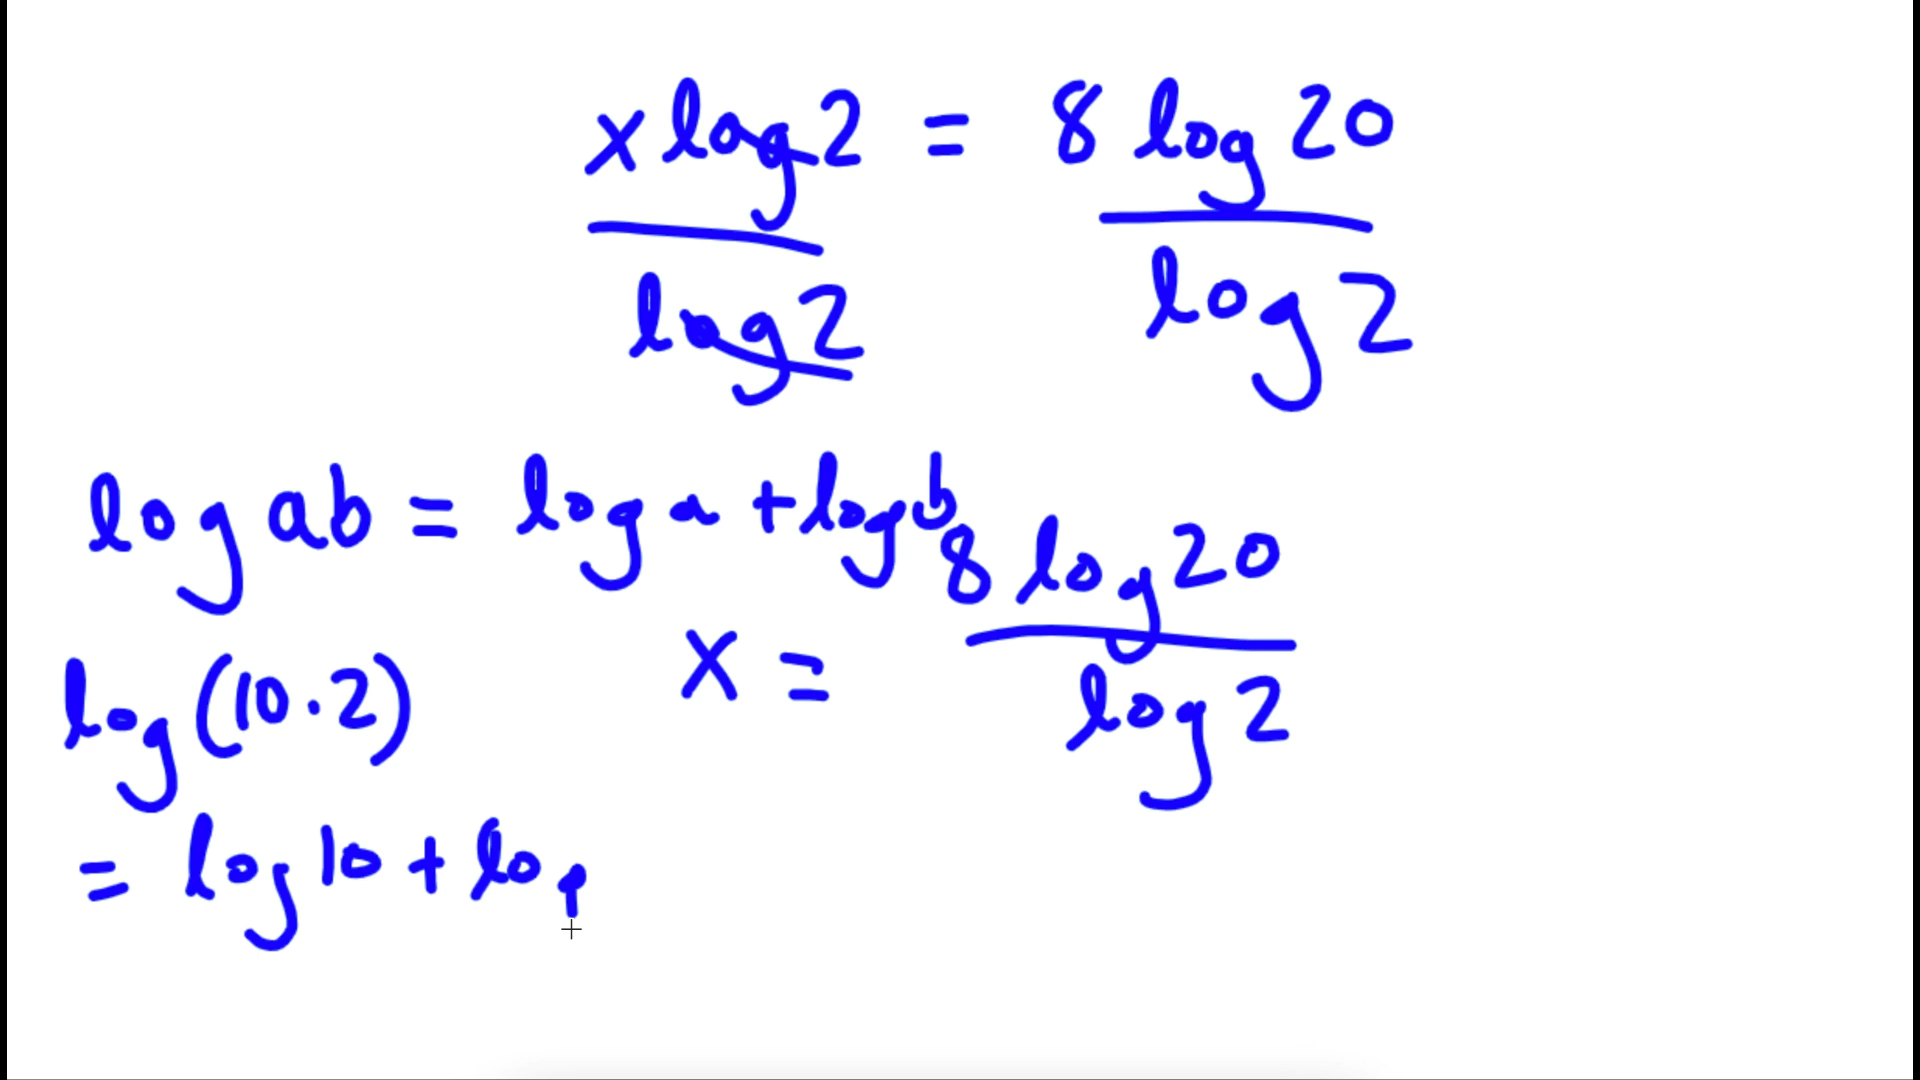 x log 2 = 8 log 20
log 2 log 2
log ab = log a + log b
8 log 20
x =
log 2
log (10 . 2)
= log 10 + lo